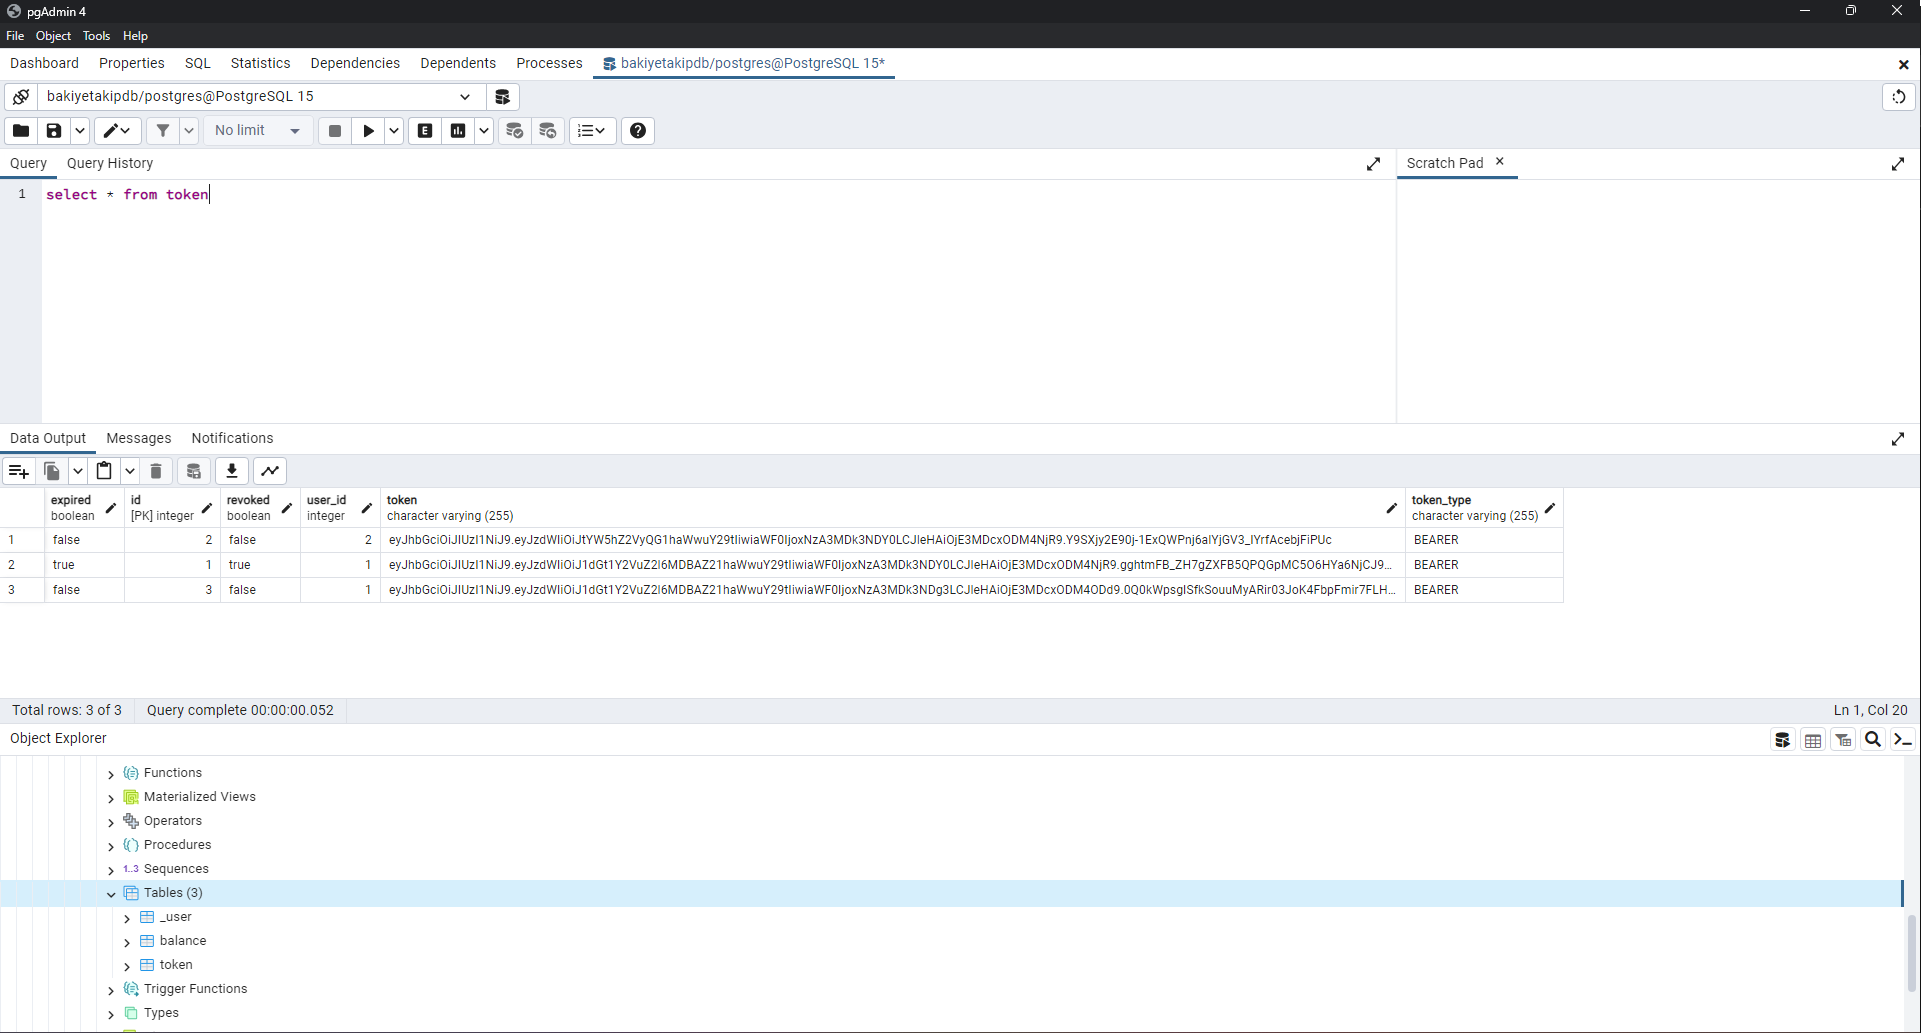 pgAdmin 4
File Object Tools Help
Dashboard Properties SQL Statistics Dependencies Dependents Processes bakiyetakipdb/postgres@PostgreSQL 15*
bakiyetakipdb/postgres@PostgreSQL 15
No limit
Query Query History Scratch Pad
1 select * from token
Data Output Messages Notifications
expired id revoked user_id token token_type
boolean [PK] integer boolean integer character varying (255) character varying (255)
1 false 2 false 2 eyJhbGciOiJIUzI1NiJ9.eyJzdWIiOiJtYW5hZ2VyQG1haWwuY29tIiwiaWF0IjoxNzA3MDk3NDY0LCJleHAiOjE3MDcxODM4NjR9.Y9SXjy2E90j-1ExQWPnj6aIYjGV3_IYrfAcebjFiPUc BEARER
2 true 1 true 1 eyJhbGciOiJIUzI1NiJ9.eyJzdWIiOiJ1dGt1Y2VuZ2l6MDBAZ21haWwuY29tIiwiaWF0IjoxNzA3MDk3NDY0LCJleHAiOjE3MDcxODM4NjR9.gghtmFB_ZH7gZXFB5QPQGpMC5O6HYa6NjCJ9... BEARER
3 false 3 false 1 eyJhbGciOiJIUzI1NiJ9.eyJzdWIiOiJ1dGt1Y2VuZ2l6MDBAZ21haWwuY29tIiwiaWF0IjoxNzA3MDk3NDg3LCJleHAiOjE3MDcxODM4ODd9.0Q0kWpsgISfkSouuMyARir03JoK4FbpFmir7FLH... BEARER
Total rows: 3 of 3 Query complete 00:00:00.052 Ln 1, Col 20
Object Explorer
Functions
Materialized Views
Operators
Procedures
1..3 Sequences
Tables (3)
_user
balance
token
Trigger Functions
Types